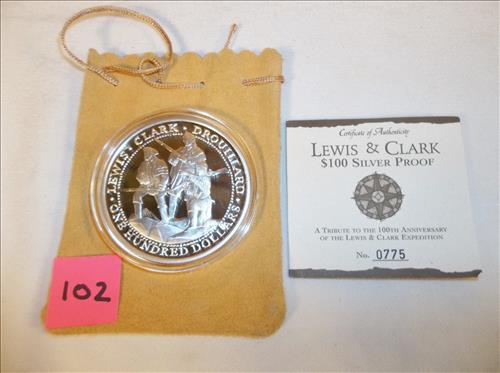 LEWIS · CLARK · DROUILLARD
ONE HUNDRED DOLLARS
102
Certificate of Authenticity
LEWIS & CLARK
$100 SILVER PROOF
A TRIBUTE TO THE 100TH ANNIVERSARY
OF THE LEWIS & CLARK EXPEDITION
No. 0775